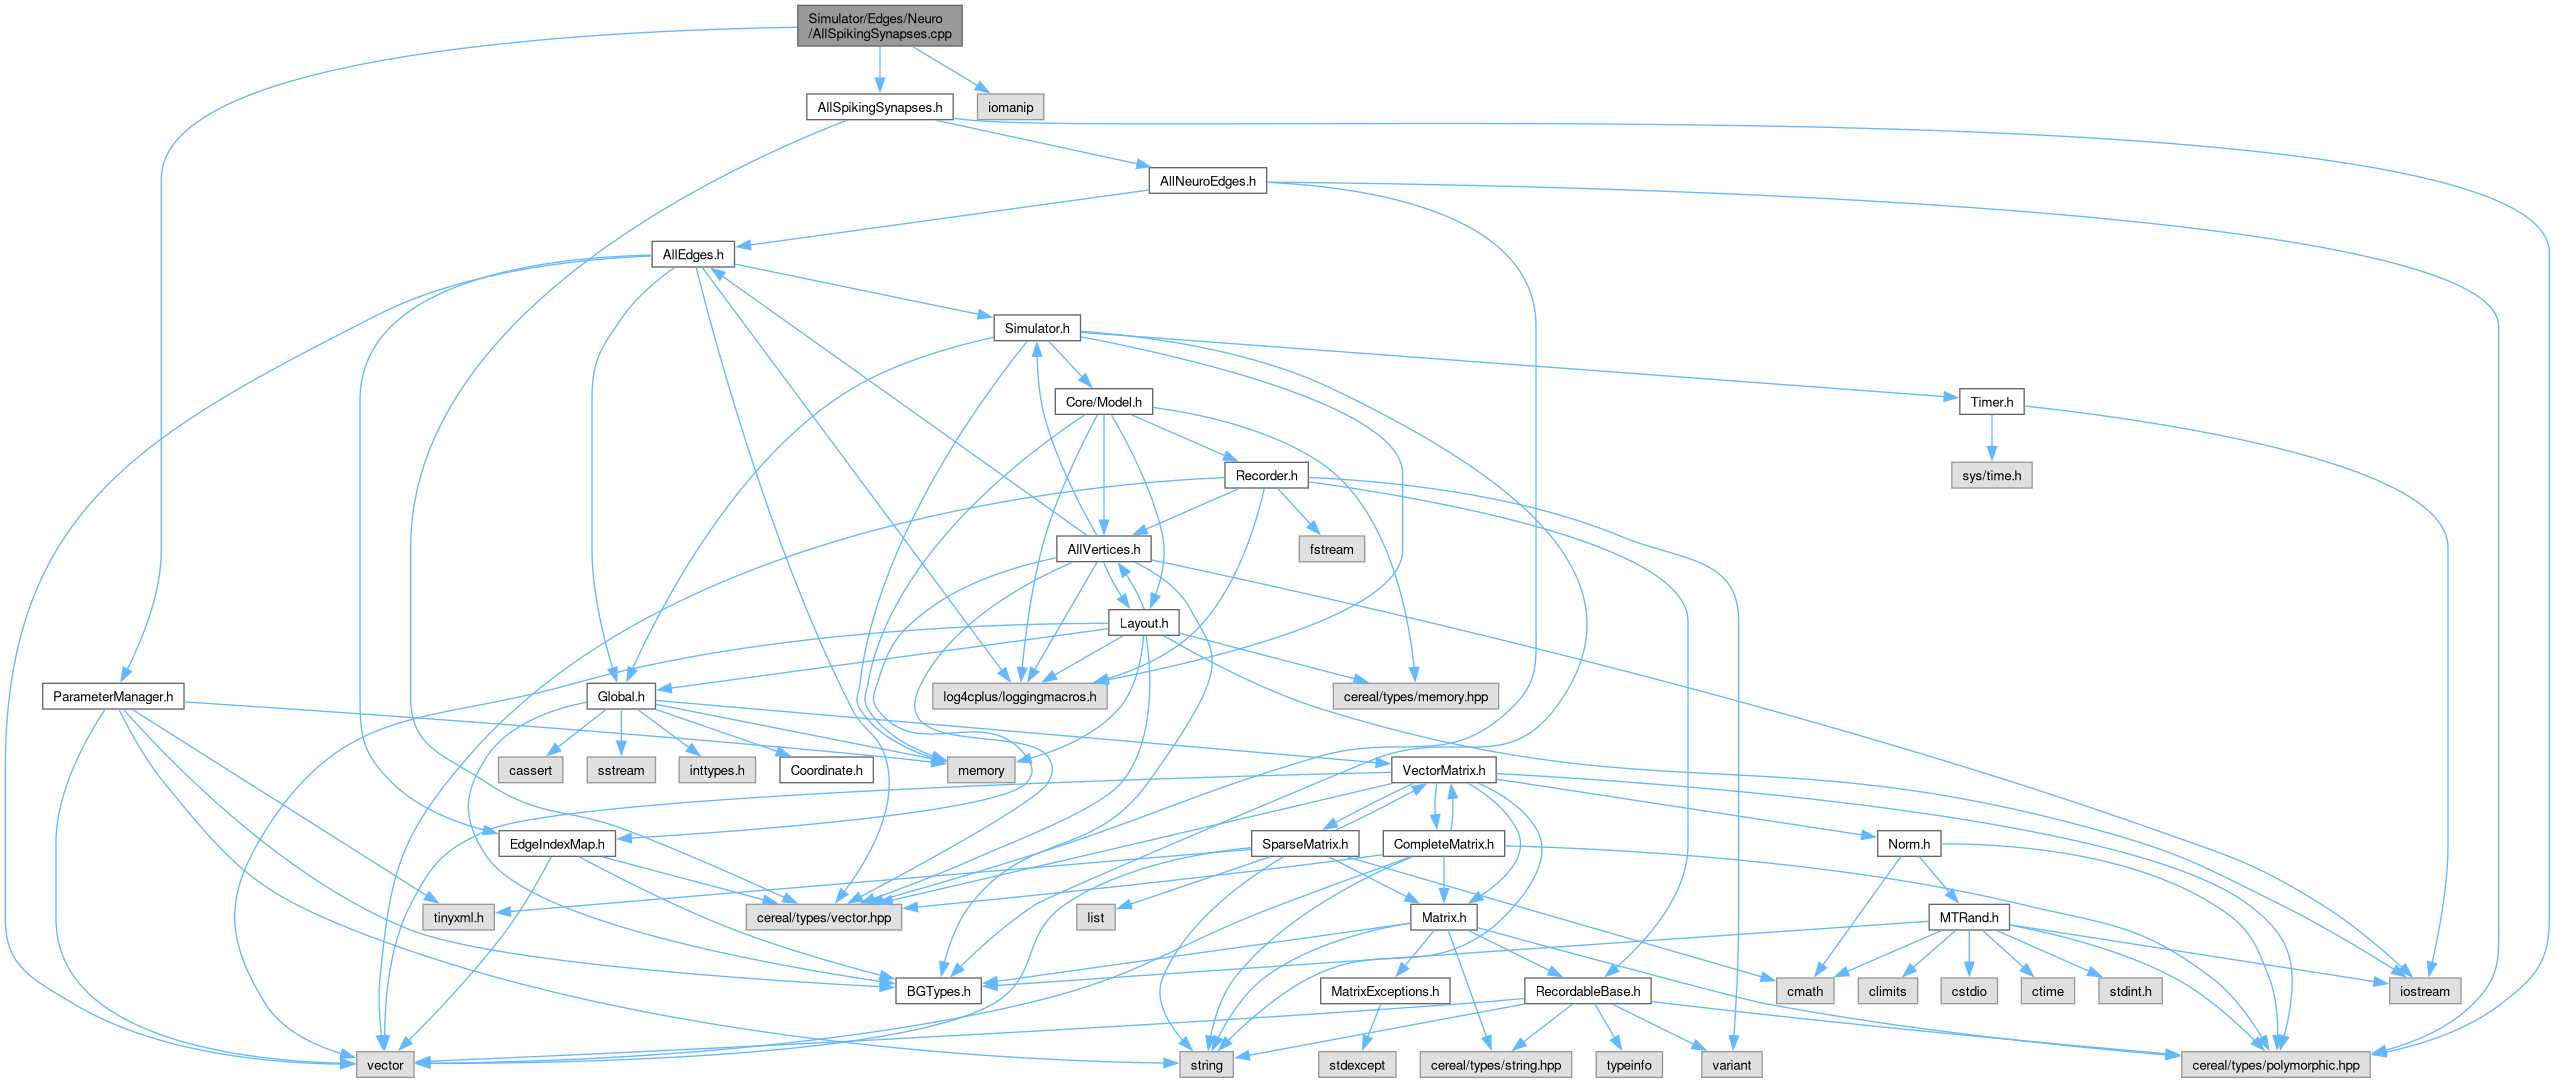 Simulator/Edges/Neuro
/AllSpikingSynapses.cpp
AllSpikingSynapses.h
iomanip
AllNeuroEdges.h
AllEdges.h
Simulator.h
Core/Model.h
Timer.h
Recorder.h
sys/time.h
AllVertices.h
fstream
Layout.h
ParameterManager.h
Global.h
log4cplus/loggingmacros.h
cereal/types/memory.hpp
cassert
sstream
inttypes.h
Coordinate.h
memory
VectorMatrix.h
EdgeIndexMap.h
SparseMatrix.h
CompleteMatrix.h
Norm.h
tinyxml.h
cereal/types/vector.hpp
list
Matrix.h
MTRand.h
BGTypes.h
MatrixExceptions.h
RecordableBase.h
cmath
climits
cstdio
ctime
stdint.h
iostream
vector
string
stdexcept
cereal/types/string.hpp
typeinfo
variant
cereal/types/polymorphic.hpp